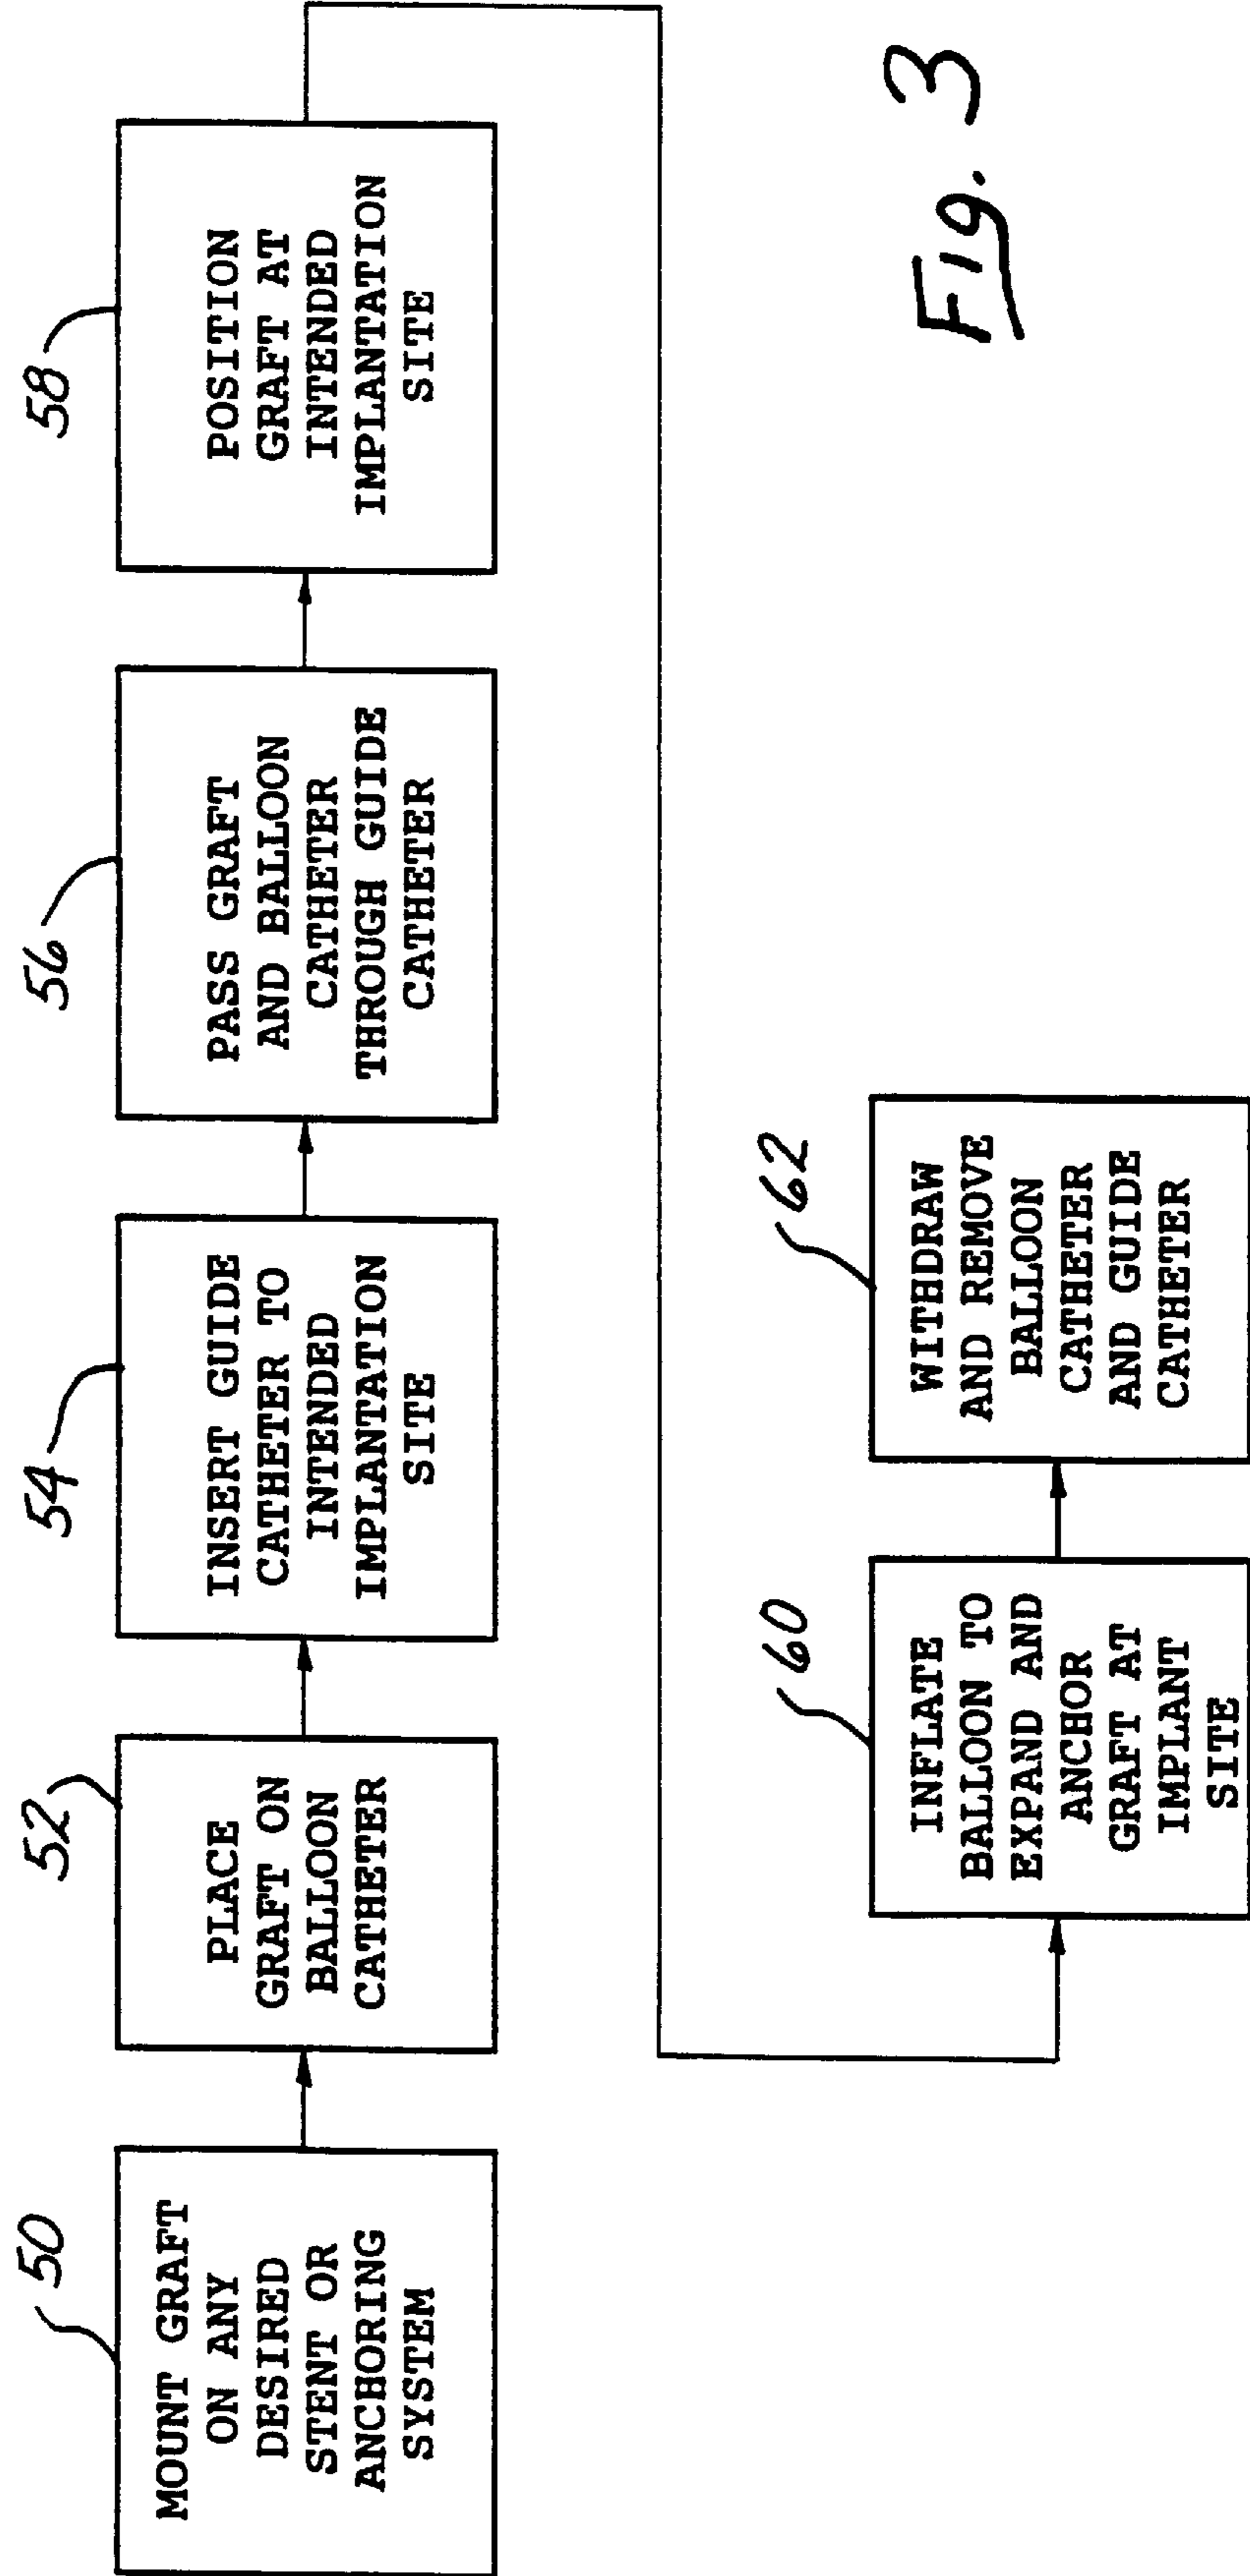 50
MOUNT GRAFT
ON ANY
DESIRED
STENT OR
ANCHORING
SYSTEM
52
PLACE
GRAFT ON
BALLOON
CATHETER
54
INSERT GUIDE
CATHETER TO
INTENDED
IMPLANTATION
SITE
56
PASS GRAFT
AND BALLOON
CATHETER
THROUGH GUIDE
CATHETER
58
POSITION
GRAFT AT
INTENDED
IMPLANTATION
SITE
60
INFLATE
BALLOON TO
EXPAND AND
ANCHOR
GRAFT AT
IMPLANT
SITE
62
WITHDRAW
AND REMOVE
BALLOON
CATHETER
AND GUIDE
CATHETER
Fig. 3